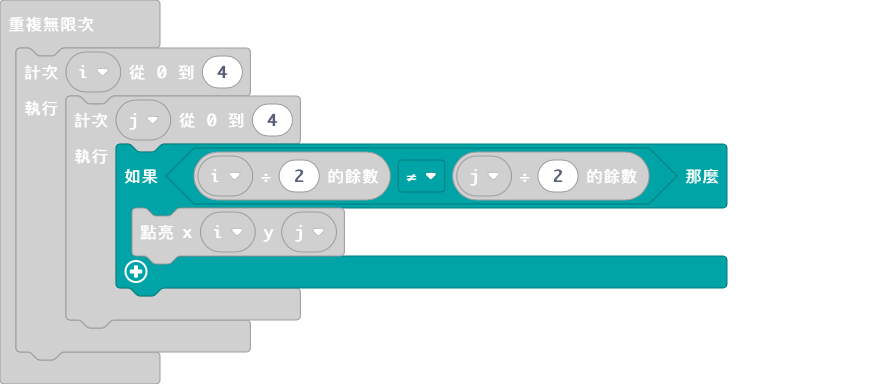 重複無限次
計次 i 從 0 到 4
執行
計次 j 從 0 到 4
執行
如果 i ÷ 2 的餘數 ≠ j ÷ 2 的餘數 那麼
點亮 x i y j